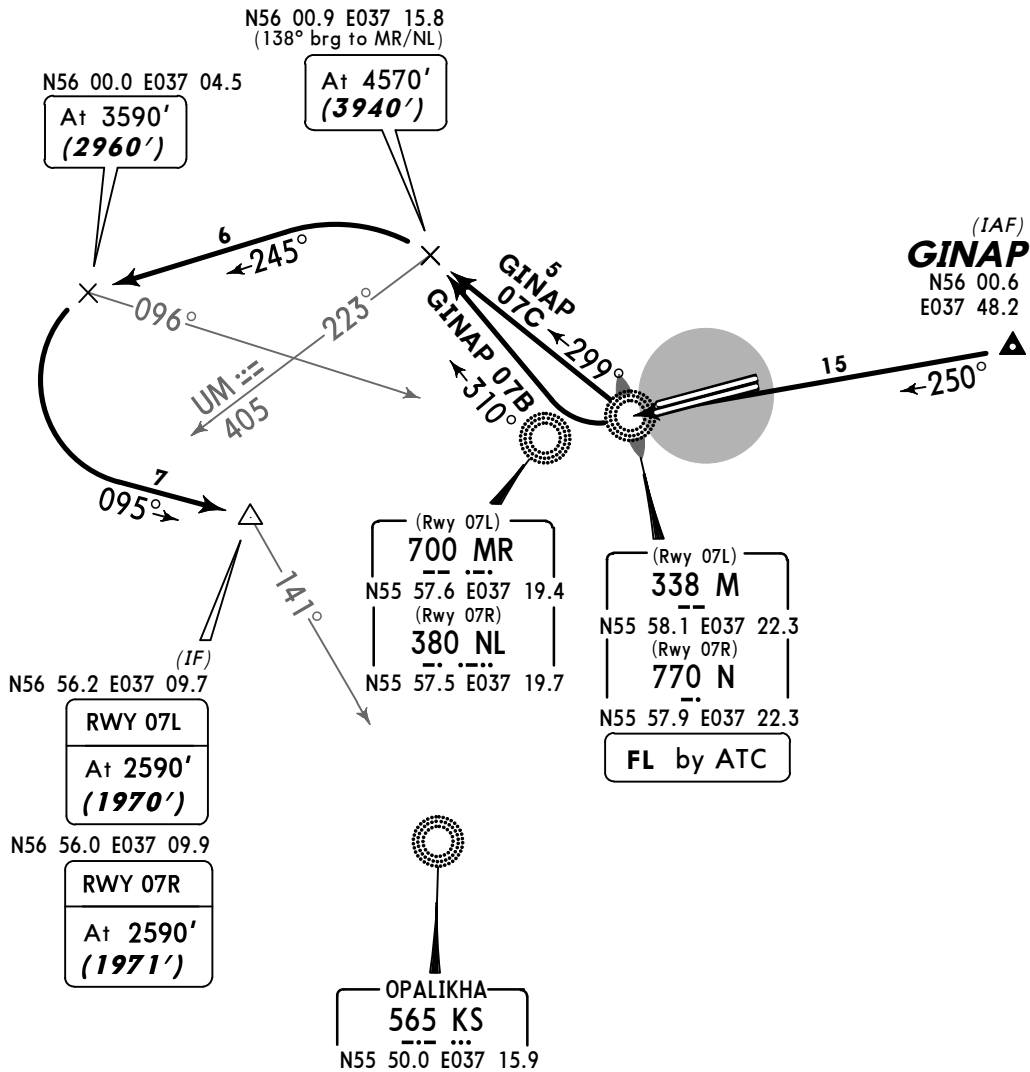 N56 00.9 E037 15.8
(138° brg to MR/NL)
At 4570'
(3940')
N56 00.0 E037 04.5
At 3590'
(2960')
(IAF)
GINAP
N56 00.6
E037 48.2
6
245°
096°
223°
UM
405
5
GINAP
07C
299°
GINAP 07B
310°
15
250°
7
095°
141°
(Rwy 07L)
700 MR
N55 57.6 E037 19.4
(Rwy 07R)
380 NL
N55 57.5 E037 19.7
(Rwy 07L)
338 M
N55 58.1 E037 22.3
(Rwy 07R)
770 N
N55 57.9 E037 22.3
FL by ATC
(IF)
N56 56.2 E037 09.7
RWY 07L
At 2590'
(1970')
N56 56.0 E037 09.9
RWY 07R
At 2590'
(1971')
OPALIKHA
565 KS
N55 50.0 E037 15.9